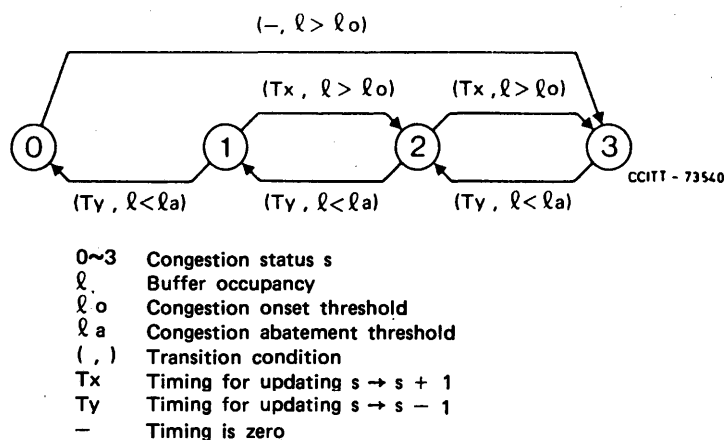 (–, ℓ > ℓo)
(Tx , ℓ > ℓo) (Tx , ℓ > ℓo)
0 1 2 3
CCITT - 73540
(Ty , ℓ < ℓa) (Ty , ℓ < ℓa) (Ty , ℓ < ℓa)
0~3 Congestion status s
ℓ Buffer occupancy
ℓo Congestion onset threshold
ℓa Congestion abatement threshold
( , ) Transition condition
Tx Timing for updating s → s + 1
Ty Timing for updating s → s – 1
– Timing is zero